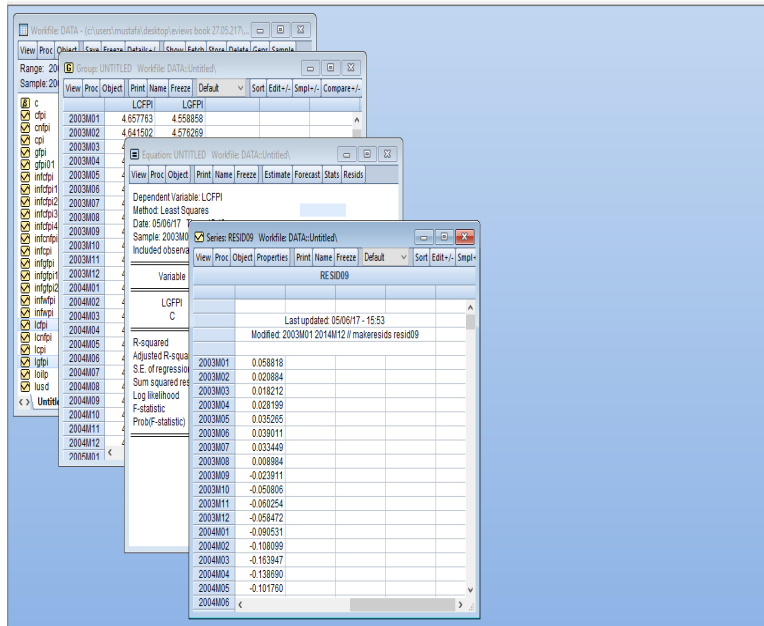 Workfile: DATA - (c:\users\mustafa\desktop\eviews book 27.05.217\...
View Proc Object Save Freeze Details+/- Show Fetch Store Delete Genr Sample
Range: 20
Sample: 20
c
cfpi
cnfpi
cpi
gfpi
gfpi01
infcfpi
infcfpi1
infcfpi2
infcfpi3
infcfpi4
infcnfpi
infcpi
infgfpi
infgfpi1
infgfpi2
infwfpi
infwpi
lcfpi
lcnfpi
lcpi
lgfpi
loilp
lusd
Untitle
Group: UNTITLED Workfile: DATA::Untitled\
View Proc Object Print Name Freeze Default Sort Edit+/- Smpl+/- Compare+/-
LCFPI LGFPI
2003M01 4.657763 4.558858
2003M02 4.641502 4.576269
2003M03
2003M04
2003M05
2003M06
2003M07
2003M08
2003M09
2003M10
2003M11
2003M12
2004M01
2004M02
2004M03
2004M04
2004M05
2004M06
2004M07
2004M08
2004M09
2004M10
2004M11
2004M12
2005M01
Equation: UNTITLED Workfile: DATA::Untitled\
View Proc Object Print Name Freeze Estimate Forecast Stats Resids
Dependent Variable: LCFPI
Method: Least Squares
Date: 05/06/17
Sample: 2003M0
Included observa
Variable
LGFPI
C
R-squared
Adjusted R-squa
S.E. of regressio
Sum squared res
Log likelihood
F-statistic
Prob(F-statistic)
Series: RESID09 Workfile: DATA::Untitled\
View Proc Object Properties Print Name Freeze Default Sort Edit+/- Smpl+
RESID09
Last updated: 05/06/17 - 15:53
Modified: 2003M01 2014M12 // makeresids resid09
2003M01 0.058818
2003M02 0.020884
2003M03 0.018212
2003M04 0.028199
2003M05 0.035265
2003M06 0.039011
2003M07 0.033449
2003M08 0.008984
2003M09 -0.023911
2003M10 -0.050806
2003M11 -0.060254
2003M12 -0.058472
2004M01 -0.090531
2004M02 -0.108099
2004M03 -0.163947
2004M04 -0.138690
2004M05 -0.101760
2004M06